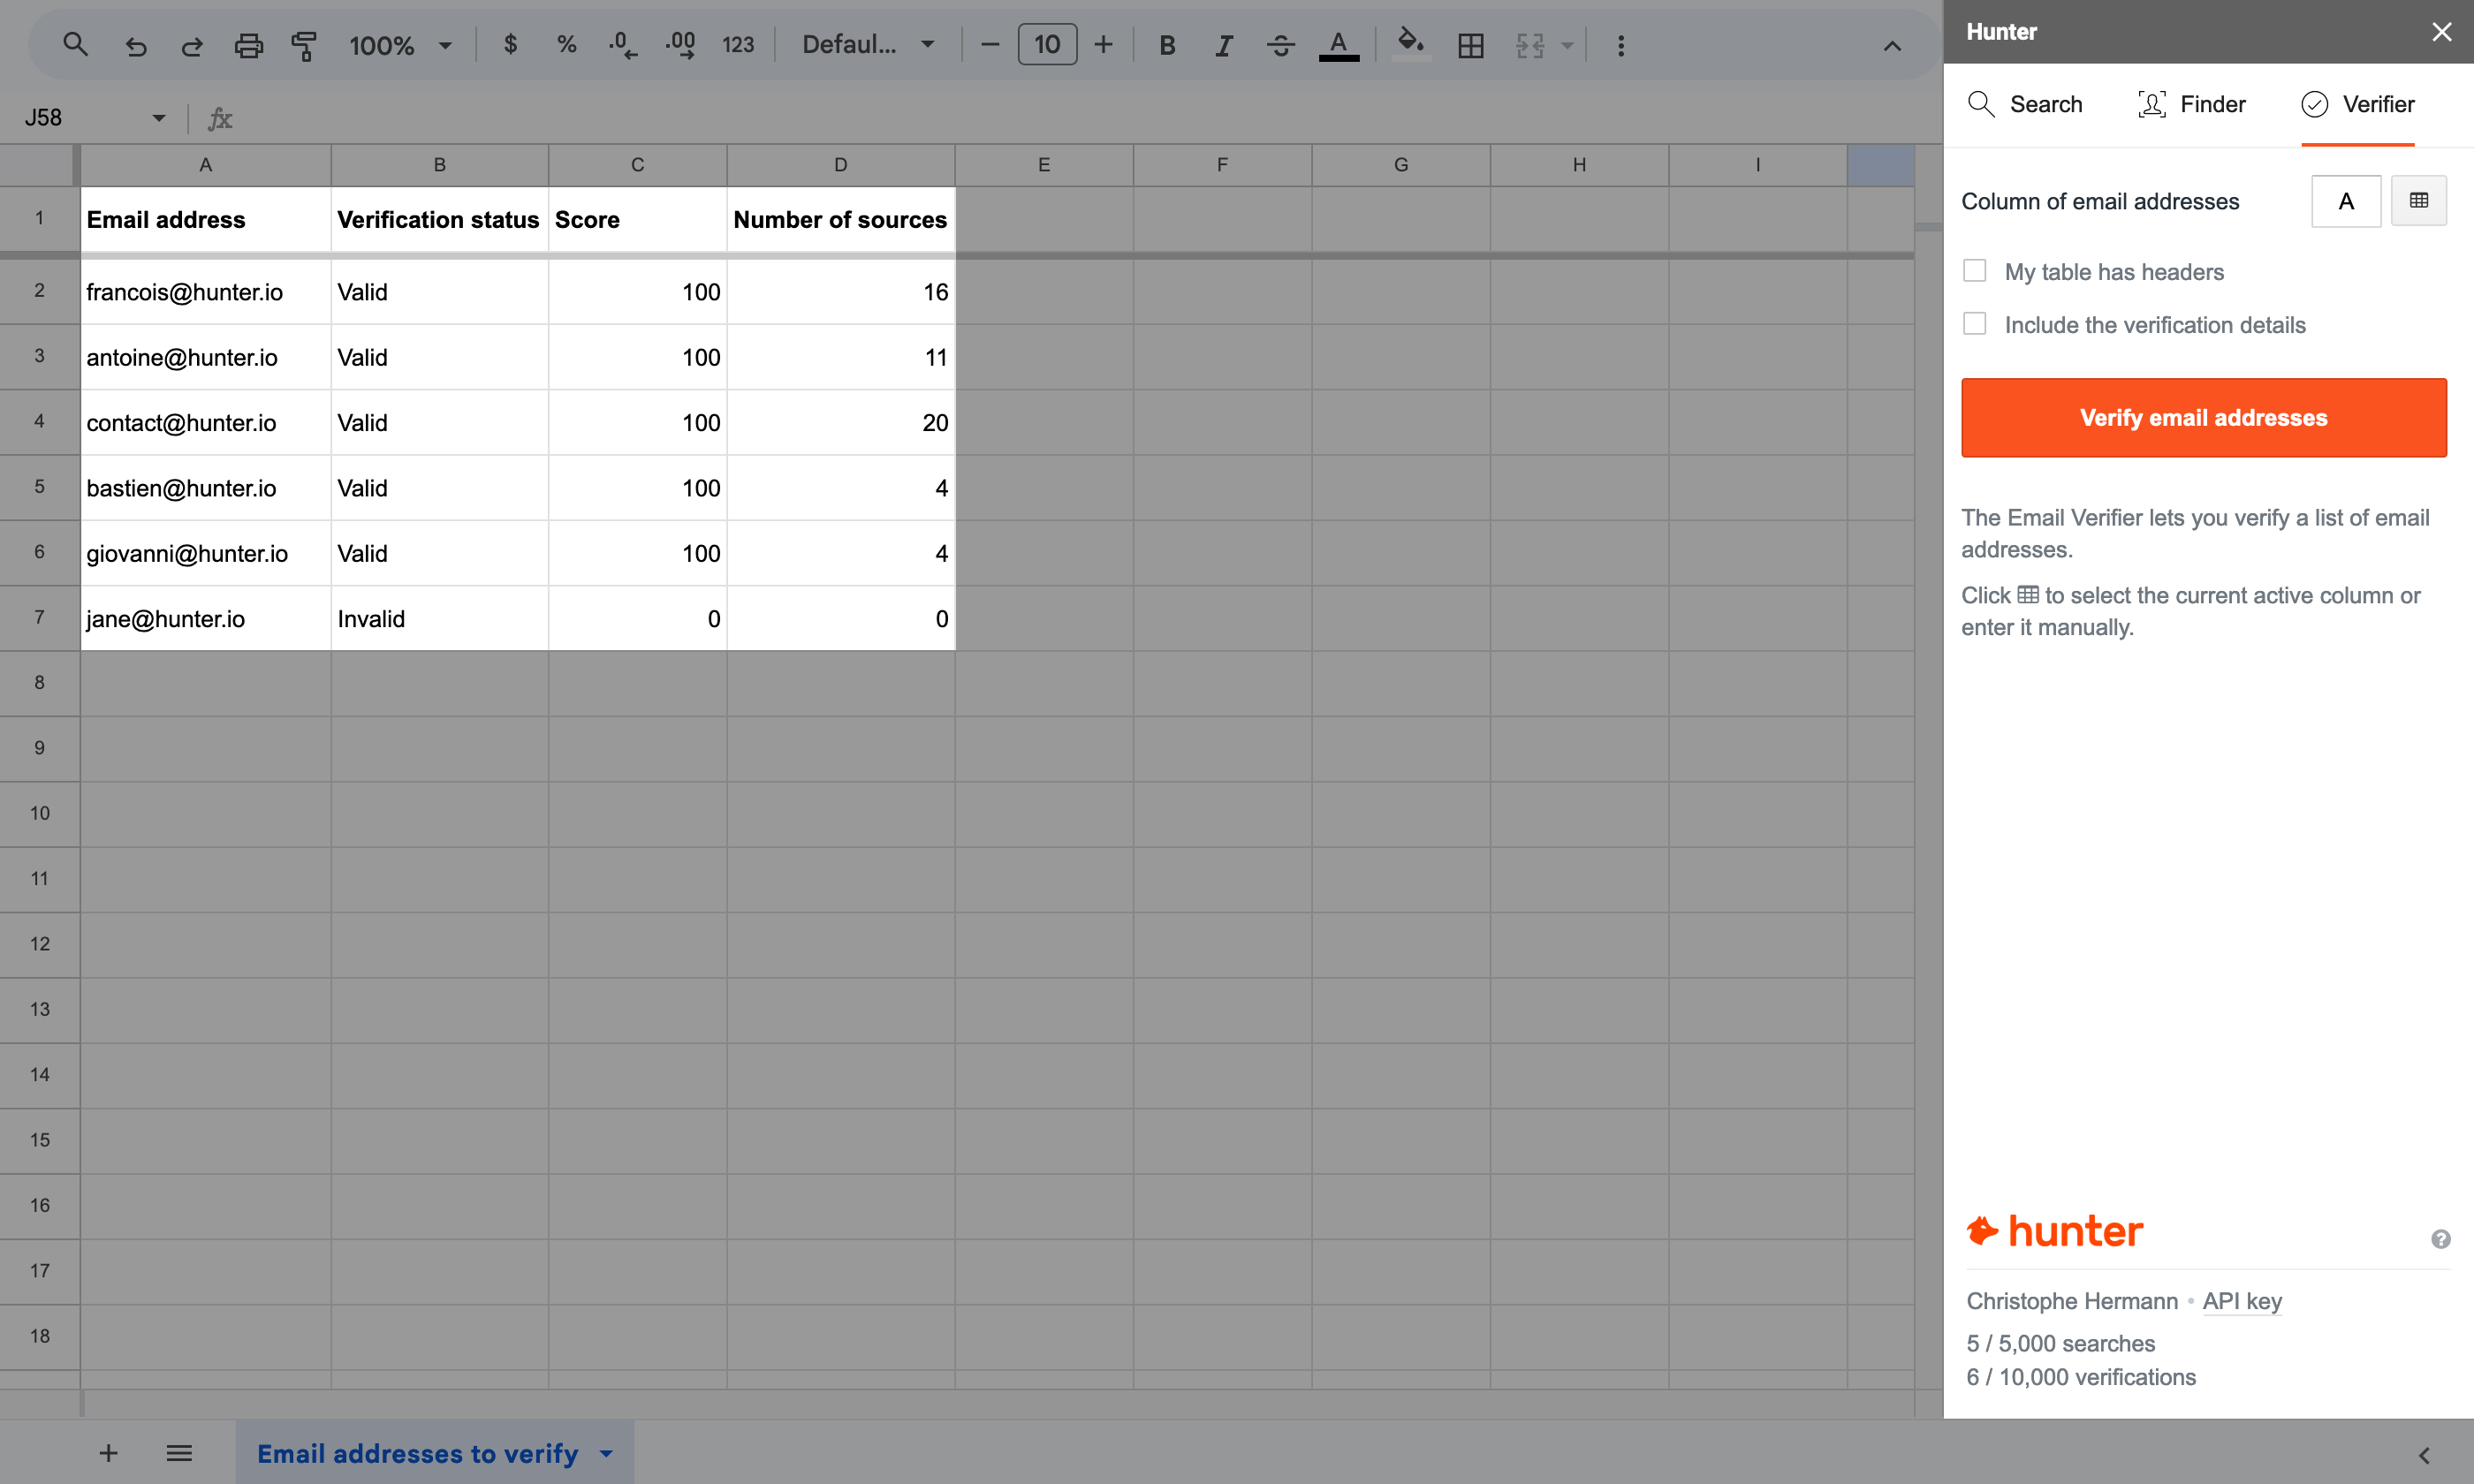 100% $ % .0 .00 123 Defaul... 10 B I S A
Hunter
J58 fx
Search Finder Verifier
A B C D E F G H I
Column of email addresses A
1 Email address Verification status Score Number of sources
My table has headers
2 francois@hunter.io Valid 100 16
Include the verification details
3 antoine@hunter.io Valid 100 11
4 contact@hunter.io Valid 100 20
Verify email addresses
5 bastien@hunter.io Valid 100 4
The Email Verifier lets you verify a list of email
addresses.
6 giovanni@hunter.io Valid 100 4
Click to select the current active column or
enter it manually.
7 jane@hunter.io Invalid 0 0
8
9
10
11
12
13
14
15
16
17
18
hunter
?
Christophe Hermann • API key
5 / 5,000 searches
6 / 10,000 verifications
Email addresses to verify